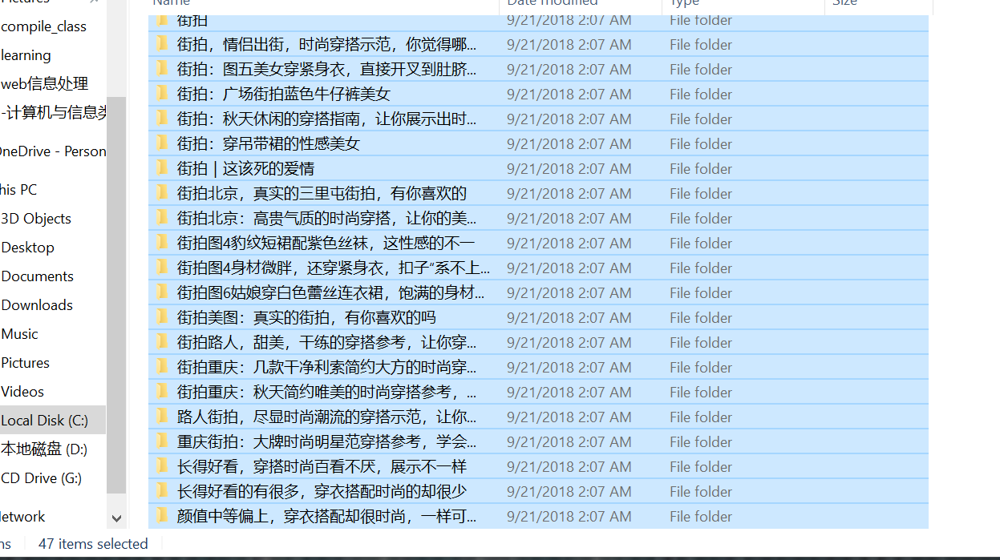 Name Date modified Type Size
Pictures
compile_class
learning
web信息处理
-计算机与信息类
OneDrive - Person
This PC
3D Objects
Desktop
Documents
Downloads
Music
Pictures
Videos
Local Disk (C:)
本地磁盘 (D:)
CD Drive (G:)
Network
街拍 9/21/2018 2:07 AM File folder
街拍，情侣出街，时尚穿搭示范，你觉得哪... 9/21/2018 2:07 AM File folder
街拍：图五美女穿紧身衣，直接开叉到肚脐... 9/21/2018 2:07 AM File folder
街拍：广场街拍蓝色牛仔裤美女 9/21/2018 2:07 AM File folder
街拍：秋天休闲的穿搭指南，让你展示出时... 9/21/2018 2:07 AM File folder
街拍：穿吊带裙的性感美女 9/21/2018 2:07 AM File folder
街拍 | 这该死的爱情 9/21/2018 2:07 AM File folder
街拍北京，真实的三里屯街拍，有你喜欢的 9/21/2018 2:07 AM File folder
街拍北京：高贵气质的时尚穿搭，让你的美... 9/21/2018 2:07 AM File folder
街拍图4豹纹短裙配紫色丝袜，这性感的不一 9/21/2018 2:07 AM File folder
街拍图4身材微胖，还穿紧身衣，扣子“系不上... 9/21/2018 2:07 AM File folder
街拍图6姑娘穿白色蕾丝连衣裙，饱满的身材... 9/21/2018 2:07 AM File folder
街拍美图：真实的街拍，有你喜欢的吗 9/21/2018 2:07 AM File folder
街拍路人，甜美，干练的穿搭参考，让你穿... 9/21/2018 2:07 AM File folder
街拍重庆：几款干净利索简约大方的时尚穿... 9/21/2018 2:07 AM File folder
街拍重庆：秋天简约唯美的时尚穿搭参考，... 9/21/2018 2:07 AM File folder
路人街拍，尽显时尚潮流的穿搭示范，让你... 9/21/2018 2:07 AM File folder
重庆街拍：大牌时尚明星范穿搭参考，学会... 9/21/2018 2:07 AM File folder
长得好看，穿搭时尚百看不厌，展示不一样 9/21/2018 2:07 AM File folder
长得好看的有很多，穿衣搭配时尚的却很少 9/21/2018 2:07 AM File folder
颜值中等偏上，穿衣搭配却很时尚，一样可... 9/21/2018 2:07 AM File folder
ns 47 items selected